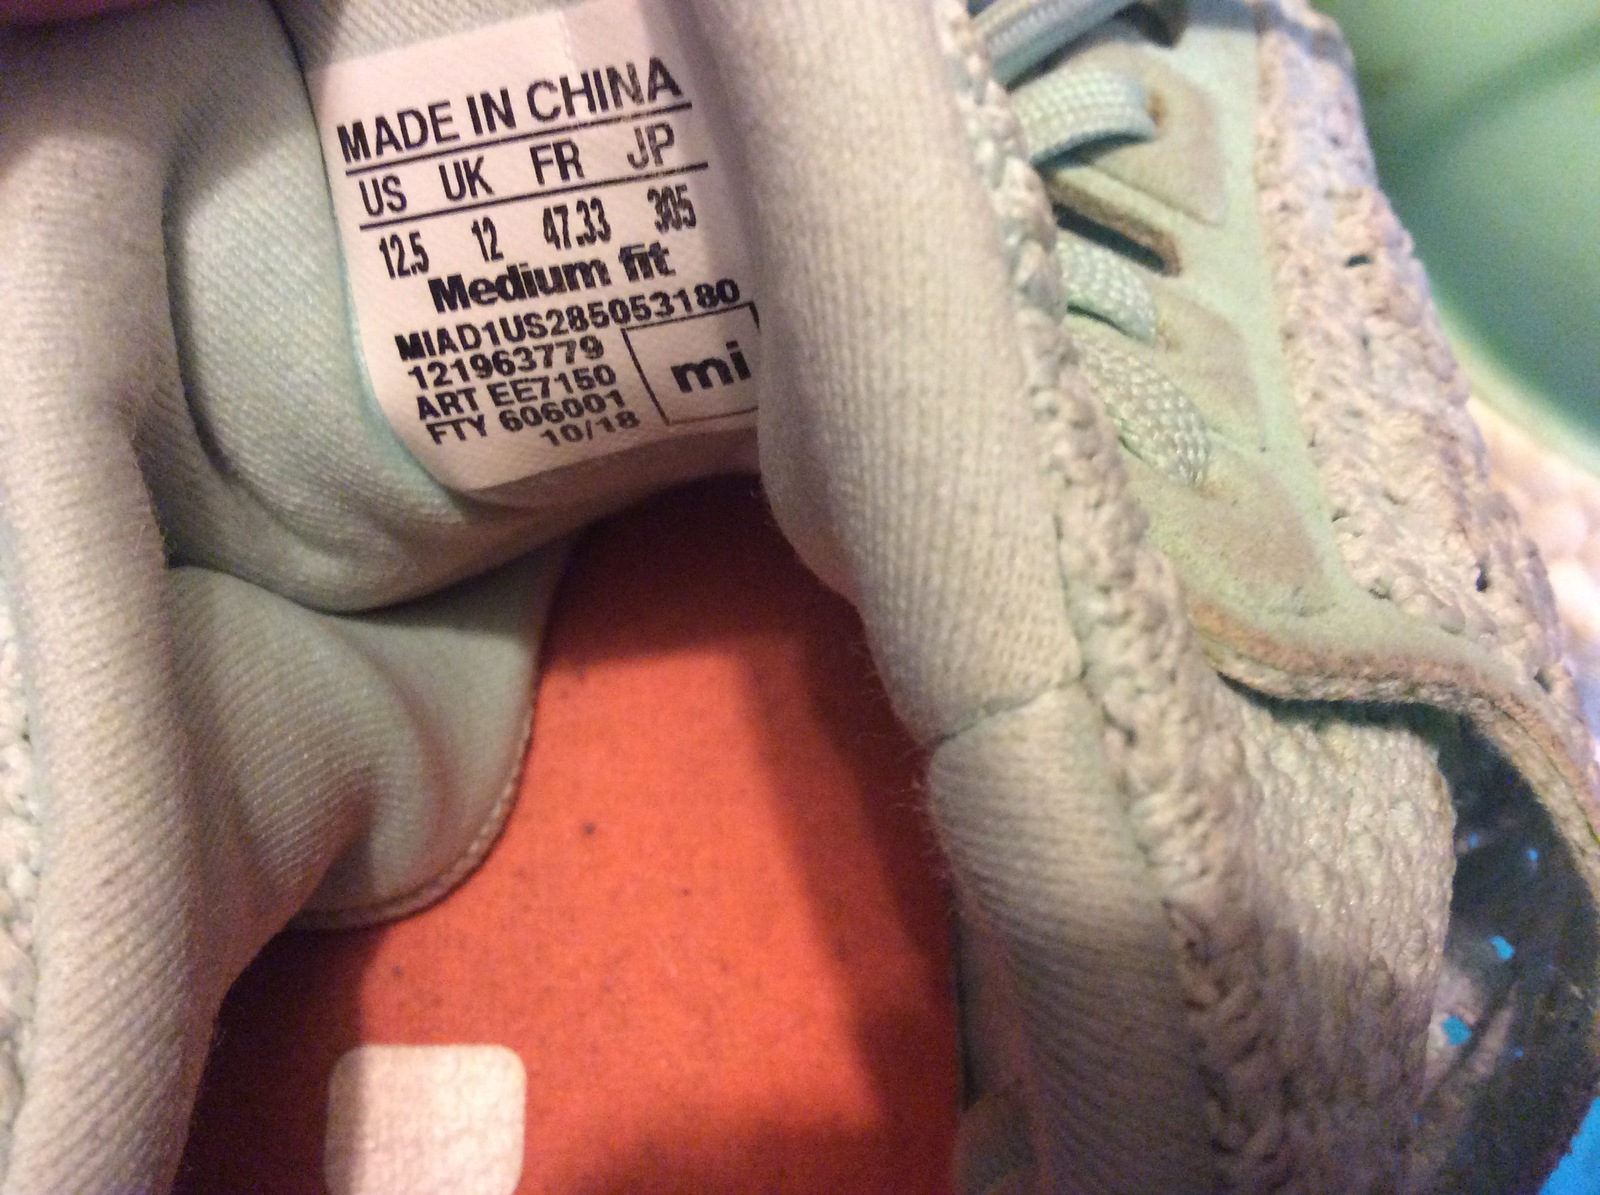 MADE IN CHINA
US UK FR JP
12.5 12 47.33 305
Medium fit
MIAD1US285053180
121963779
ART EE7150
FTY 606001
10/18
mi